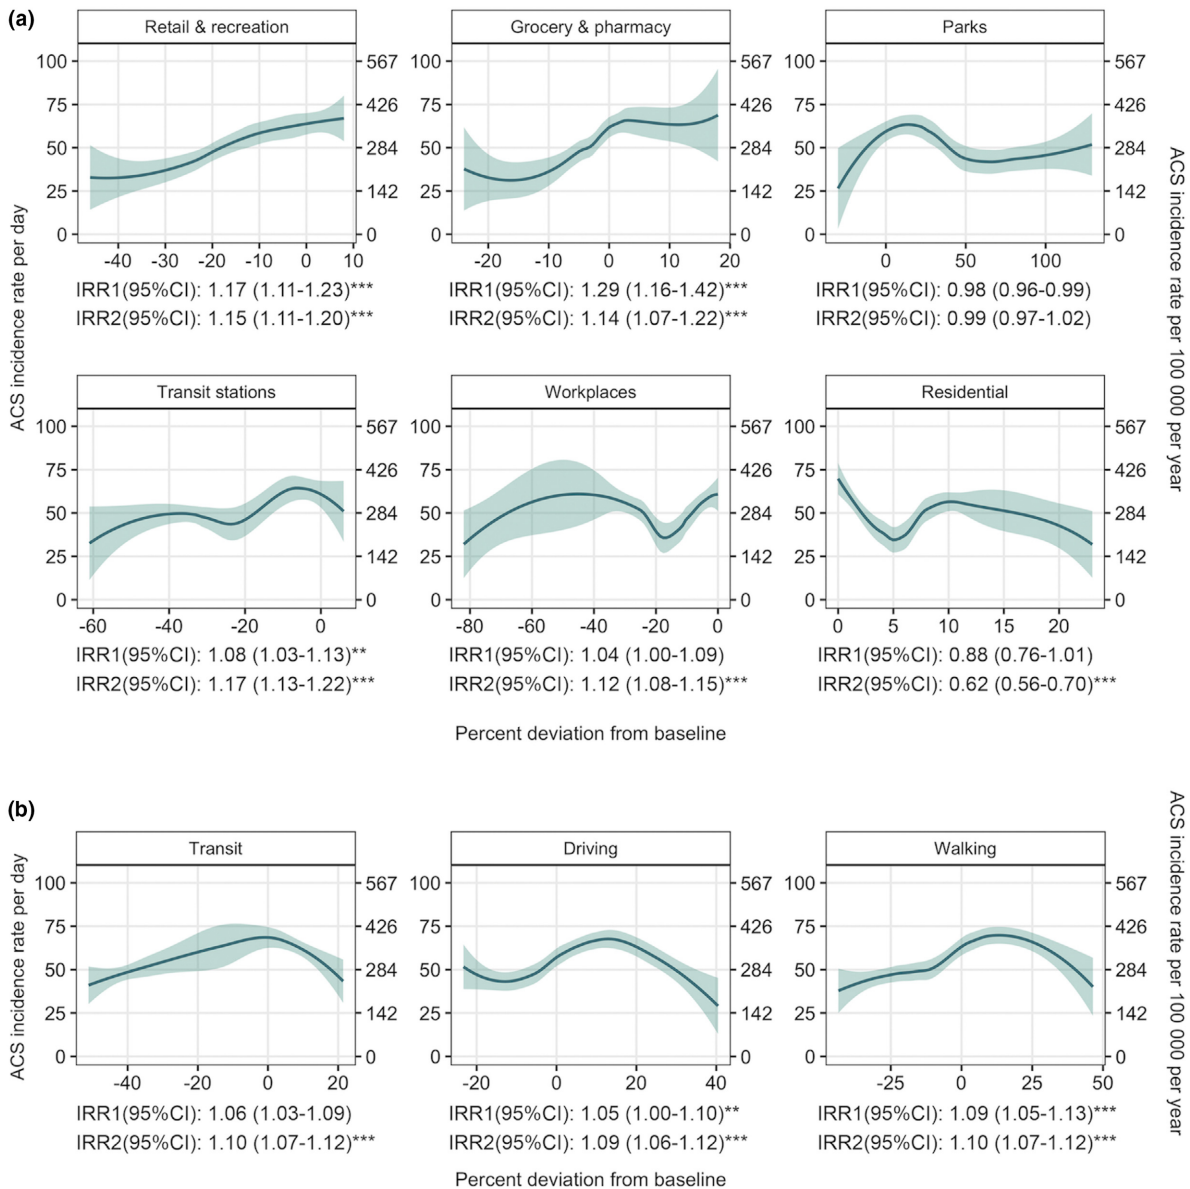 (a)
Retail & recreation
Grocery & pharmacy
Parks
100 567 100 567 100 567
75 426 75 426 75 426
50 284 50 284 50 284
25 142 25 142 25 142
0 0 0 0 0 0
-40 -30 -20 -10 0 10
-20 -10 0 10 20
0 50 100
IRR1(95%CI): 1.17 (1.11-1.23)***
IRR2(95%CI): 1.15 (1.11-1.20)***
IRR1(95%CI): 1.29 (1.16-1.42)***
IRR2(95%CI): 1.14 (1.07-1.22)***
IRR1(95%CI): 0.98 (0.96-0.99)
IRR2(95%CI): 0.99 (0.97-1.02)
ACS incidence rate per day
ACS incidence rate per 100 000 per year
Transit stations
Workplaces
Residential
100 567 100 567 100 567
75 426 75 426 75 426
50 284 50 284 50 284
25 142 25 142 25 142
0 0 0 0 0 0
-60 -40 -20 0
-80 -60 -40 -20 0
0 5 10 15 20
IRR1(95%CI): 1.08 (1.03-1.13)**
IRR2(95%CI): 1.17 (1.13-1.22)***
IRR1(95%CI): 1.04 (1.00-1.09)
IRR2(95%CI): 1.12 (1.08-1.15)***
IRR1(95%CI): 0.88 (0.76-1.01)
IRR2(95%CI): 0.62 (0.56-0.70)***
Percent deviation from baseline
(b)
Transit
Driving
Walking
100 567 100 567 100 567
75 426 75 426 75 426
50 284 50 284 50 284
25 142 25 142 25 142
0 0 0 0 0 0
-40 -20 0 20
-20 0 20 40
-25 0 25 50
IRR1(95%CI): 1.06 (1.03-1.09)
IRR2(95%CI): 1.10 (1.07-1.12)***
IRR1(95%CI): 1.05 (1.00-1.10)**
IRR2(95%CI): 1.09 (1.06-1.12)***
IRR1(95%CI): 1.09 (1.05-1.13)***
IRR2(95%CI): 1.10 (1.07-1.12)***
ACS incidence rate per day
ACS incidence rate per 100 000 per year
Percent deviation from baseline